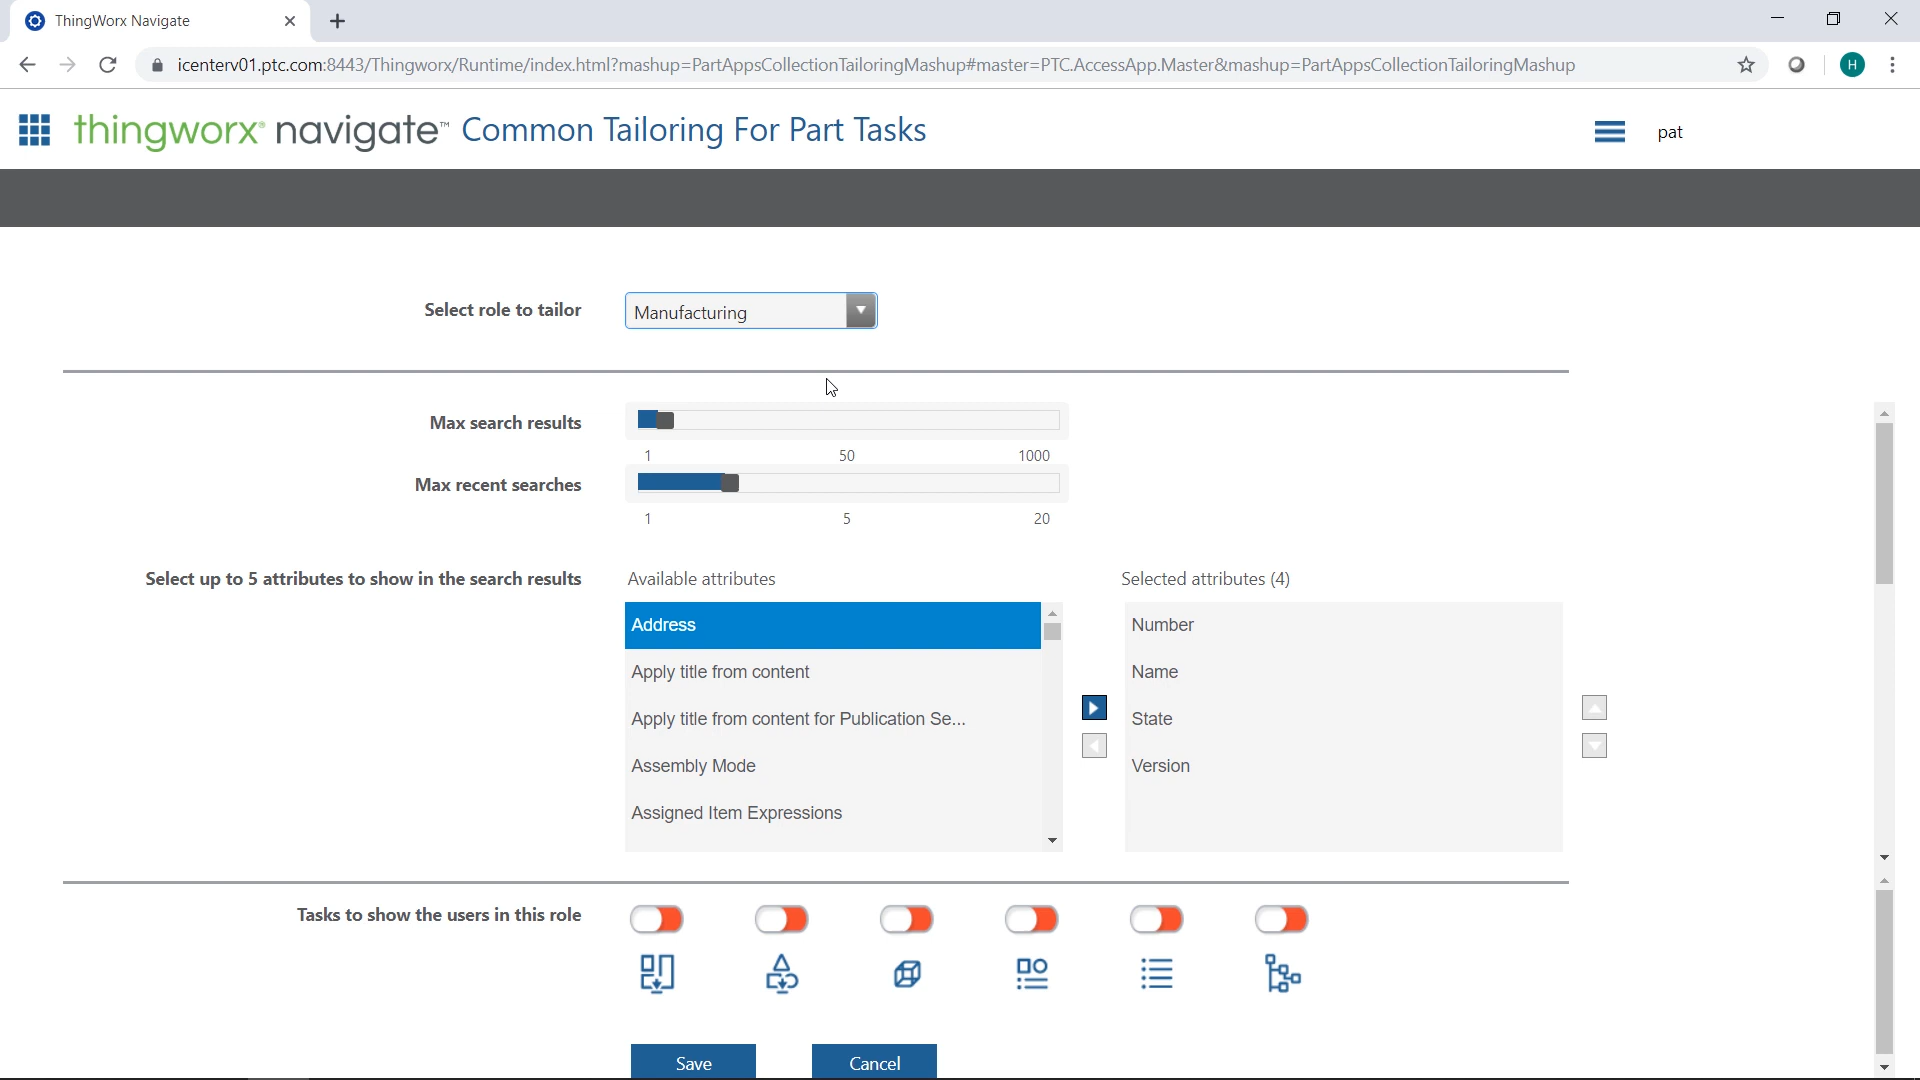 ThingWorx Navigate
icenterv01.ptc.com:8443/Thingworx/Runtime/index.html?mashup=PartAppsCollectionTailoringMashup#master=PTC.AccessApp.Master&mashup=PartAppsCollectionTailoringMashup
H
thingworx® navigate™ Common Tailoring For Part Tasks
pat
Select role to tailor
Manufacturing
Max search results
1 50 1000
Max recent searches
1 5 20
Select up to 5 attributes to show in the search results
Available attributes
Selected attributes (4)
Address
Apply title from content
Apply title from content for Publication Se...
Assembly Mode
Assigned Item Expressions
Number
Name
State
Version
Tasks to show the users in this role
Save
Cancel